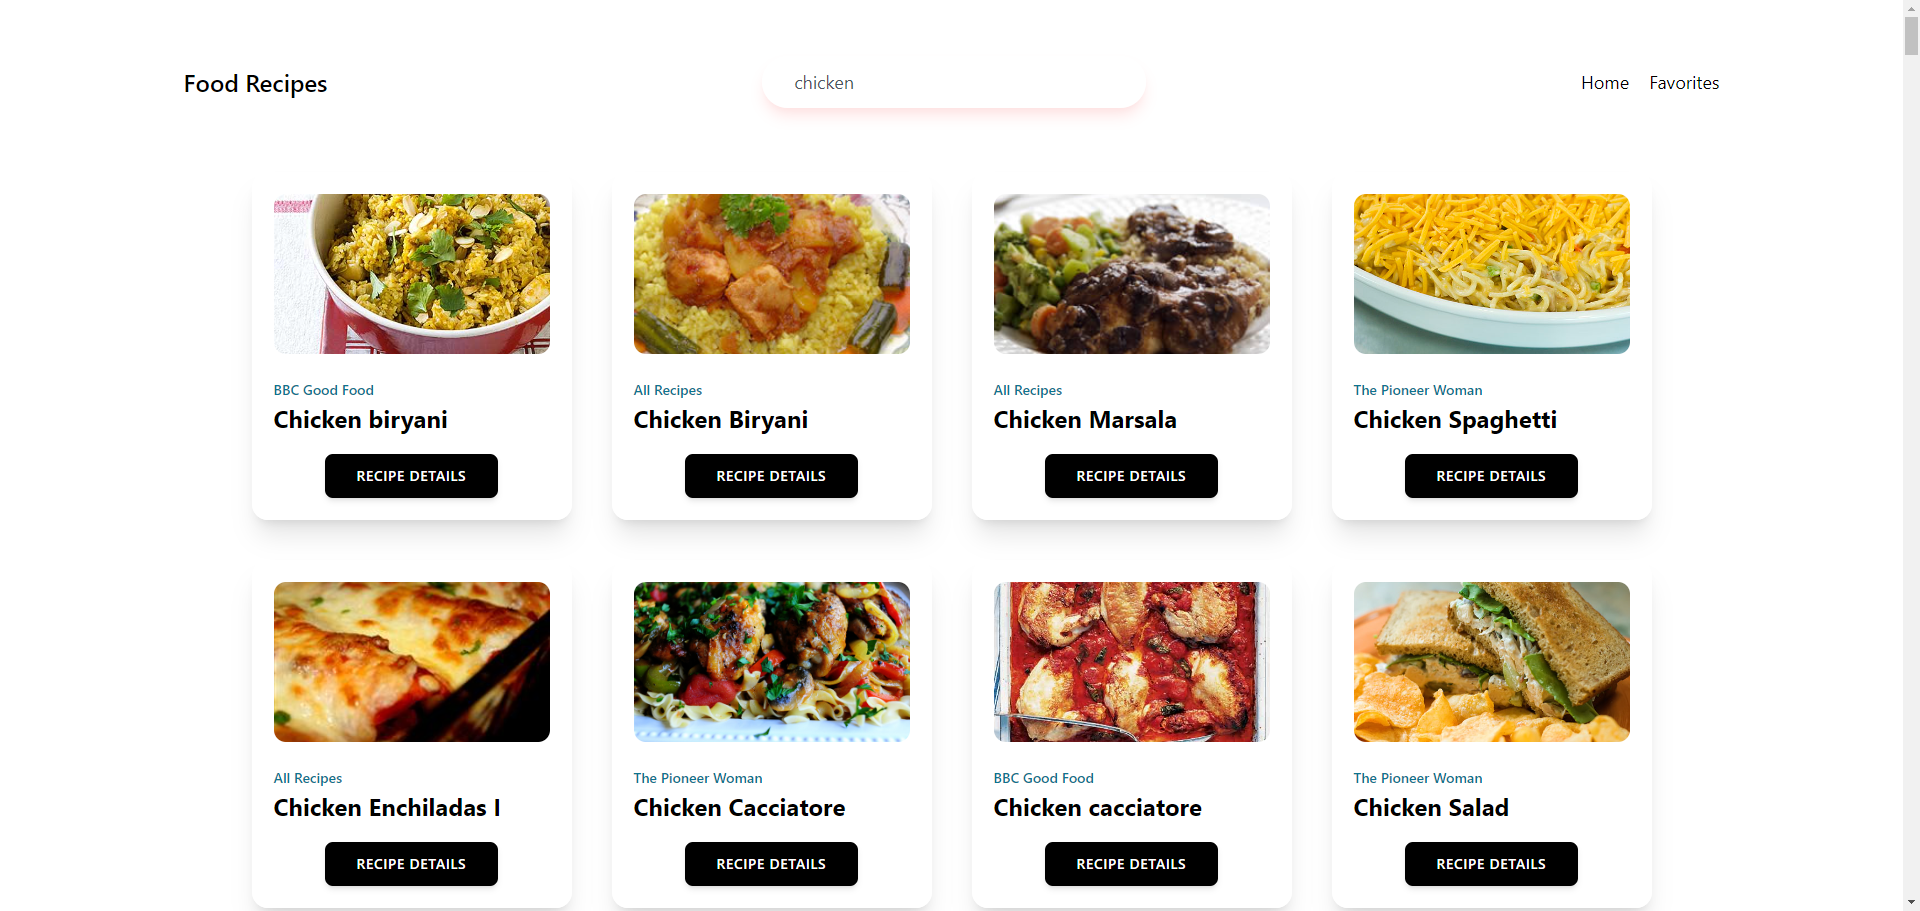 Food Recipes
chicken
Home
Favorites
BBC Good Food
Chicken biryani
RECIPE DETAILS
All Recipes
Chicken Biryani
RECIPE DETAILS
All Recipes
Chicken Marsala
RECIPE DETAILS
The Pioneer Woman
Chicken Spaghetti
RECIPE DETAILS
All Recipes
Chicken Enchiladas I
RECIPE DETAILS
The Pioneer Woman
Chicken Cacciatore
RECIPE DETAILS
BBC Good Food
Chicken cacciatore
RECIPE DETAILS
The Pioneer Woman
Chicken Salad
RECIPE DETAILS